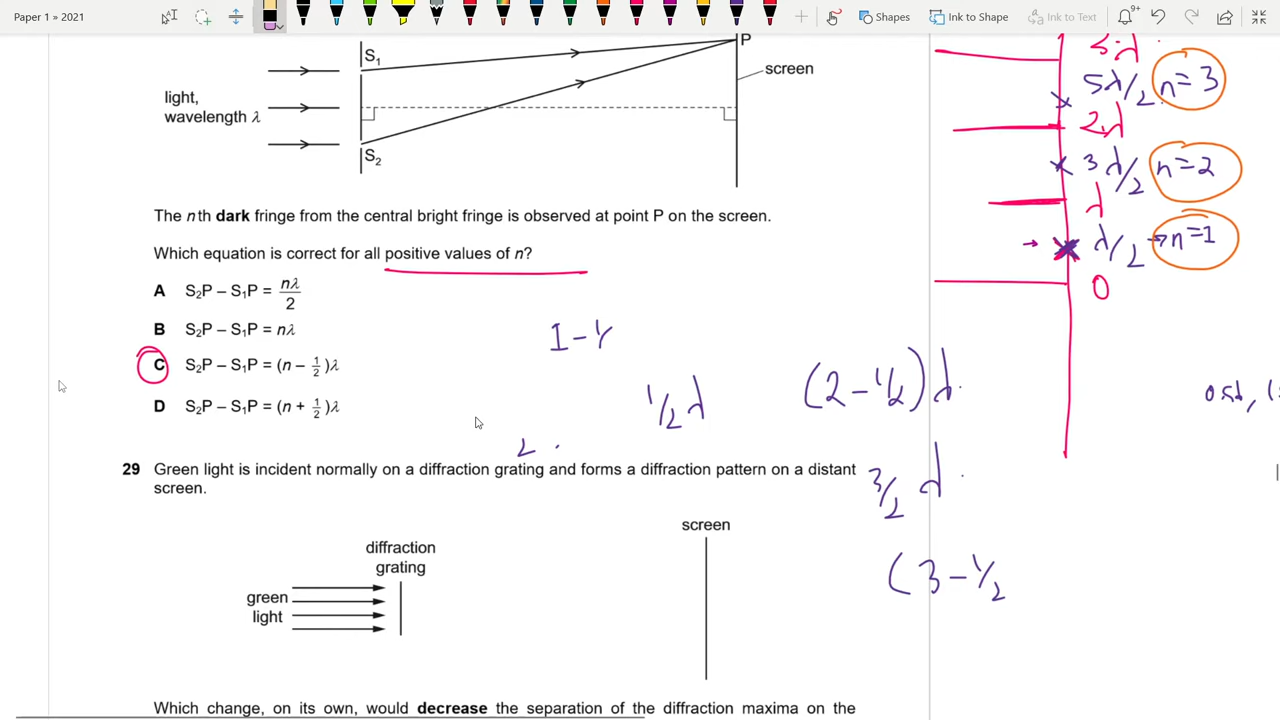 Paper 1 » 2021
Shapes
Ink to Shape
Ink to Text
9+
S1
P
screen
light,
wavelength λ
S2
The nth dark fringe from the central bright fringe is observed at point P on the screen.
Which equation is correct for all positive values of n?
A S2P – S1P = nλ/2
B S2P – S1P = nλ
C S2P – S1P = (n – 1/2)λ
D S2P – S1P = (n + 1/2)λ
5λ/2 n=3
2λ
3λ/2 n=2
λ
λ/2 → n=1
0
1 – 1/
1/2 λ
(2 – 1/2) λ
2
3/2 λ
(3 – 1/2
29 Green light is incident normally on a diffraction grating and forms a diffraction pattern on a distant
screen.
screen
diffraction
grating
green
light
Which change, on its own, would decrease the separation of the diffraction maxima on the